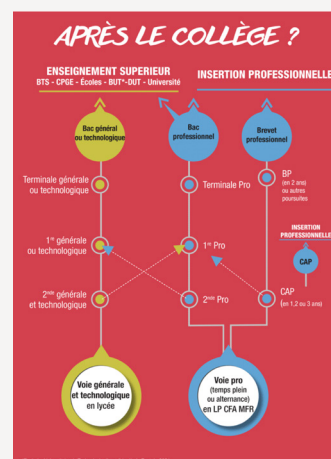 APRÈS LE COLLÈGE ?
ENSEIGNEMENT SUPERIEUR
BTS - CPGE - Écoles - BUT*-DUT - Université
INSERTION PROFESSIONNELLE
Bac général
ou technologique
Bac
professionnel
Brevet
professionnel
Terminale générale
ou technologique
Terminale Pro
BP
(en 2 ans)
ou autres
poursuites
INSERTION
PROFESSIONNELLE
CAP
1re générale
ou technologique
1re Pro
2nde générale
et technologique
2nde Pro
CAP
(en 1,2 ou 3 ans)
Voie générale
et technologique
en lycée
Voie pro
(temps plein
ou alternance)
en LP CFA MFR